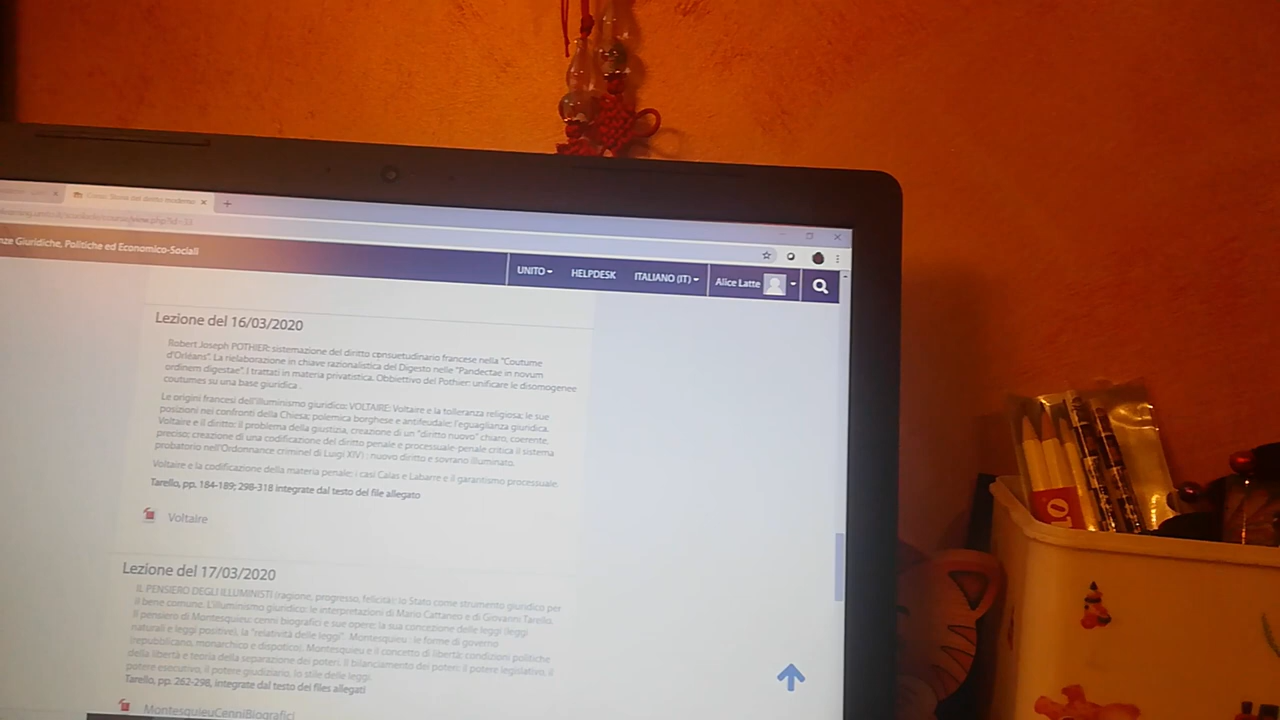 Corso: Storia del diritto moderno
nze Giuridiche, Politiche ed Economico-Sociali
UNITO HELPDESK ITALIANO (IT) Alice Latte
Lezione del 16/03/2020
Robert Joseph POTHIER: sistemazione del diritto consuetudinario francese nella "Coutume
d'Orléans". La rielaborazione in chiave razionalistica del Digesto nelle "Pandectae in novum
ordinem digestae". I trattati in materia privatistica. Obbiettivo del Pothier: unificare le disomogenee
coutumes su una base giuridica .
Le origini francesi dell'illuminismo giuridico: VOLTAIRE: Voltaire e la tolleranza religiosa; le sue
posizioni nei confronti della Chiesa; polemica borghese e antifeudale: l'eguaglianza giuridica.
Voltaire e il diritto: il problema della giustizia, creazione di un "diritto nuovo" chiaro, coerente,
preciso; creazione di una codificazione del diritto penale e processuale-penale critica il sistema
probatorio nell'Ordonnance criminel di Luigi XIV) : nuovo diritto e sovrano illuminato.
Voltaire e la codificazione della materia penale; i casi Calas e Labarre e il garantismo processuale.
Tarello, pp. 184-189; 298-318 integrate dal testo del file allegato
Voltaire
Lezione del 17/03/2020
IL PENSIERO DEGLI ILLUMINISTI (ragione, progresso, felicità): lo Stato come strumento giuridico per
il bene comune. L'illuminismo giuridico: le interpretazioni di Mario Cattaneo e di Giovanni Tarello.
Il pensiero di Montesquieu: cenni biografici e sue opere; la sua concezione delle leggi (leggi
naturali e leggi positive), la "relatività delle leggi". Montesquieu : le forme di governo
(repubblicano, monarchico e dispotico). Montesquieu e il concetto di libertà: condizioni politiche
della libertà e teoria della separazione dei poteri. Il bilanciamento dei poteri: il potere legislativo, il
potere esecutivo, il potere giudiziario, lo stile delle leggi.
Tarello, pp. 262-298, integrate dal testo dei files allegati
MontesquieuCenniBiografici